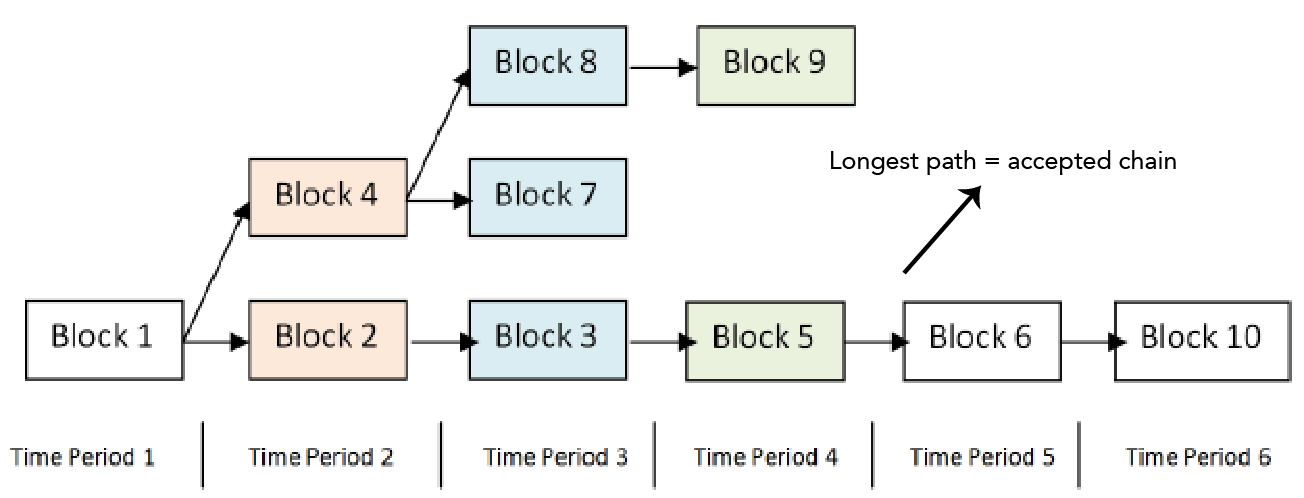 Block 8
Block 9
Longest path = accepted chain
Block 4
Block 7
Block 1
Block 2
Block 3
Block 5
Block 6
Block 10
Time Period 1
Time Period 2
Time Period 3
Time Period 4
Time Period 5
Time Period 6